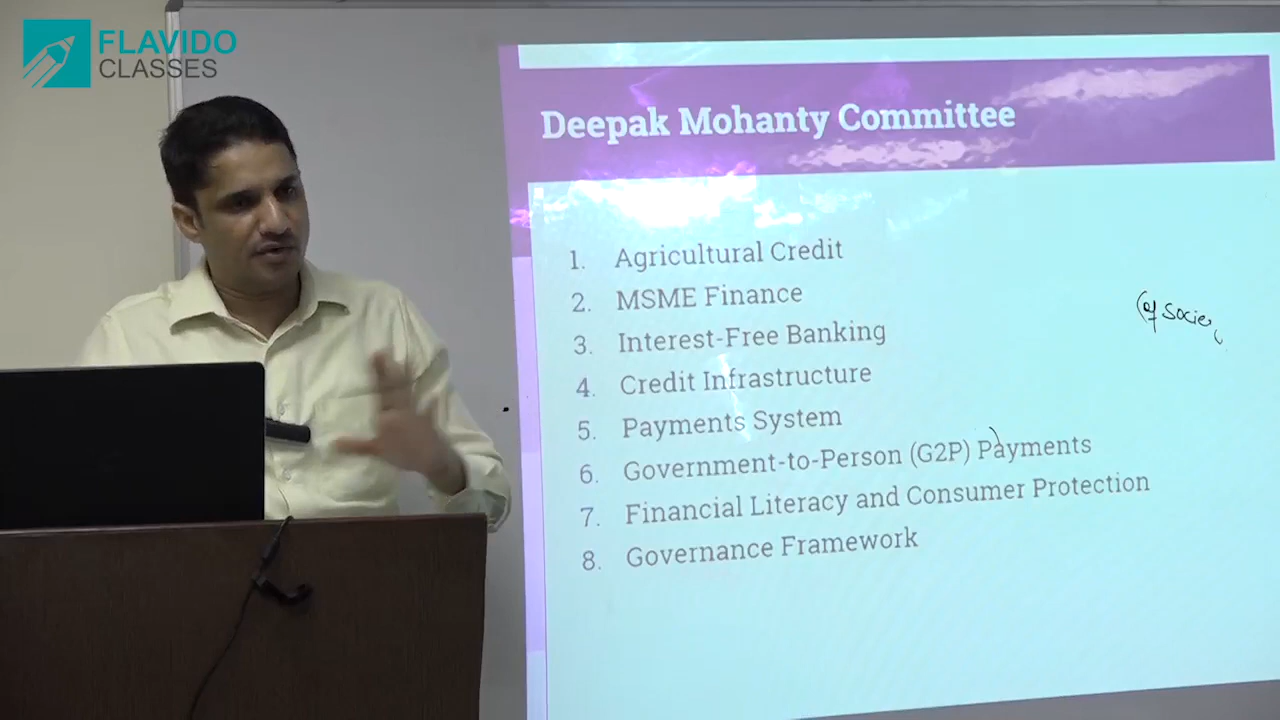 FLAVIDO
CLASSES
Deepak Mohanty Committee
1. Agricultural Credit
2. MSME Finance
3. Interest-Free Banking
4. Credit Infrastructure
5. Payments System
6. Government-to-Person (G2P) Payments
7. Financial Literacy and Consumer Protection
8. Governance Framework
of